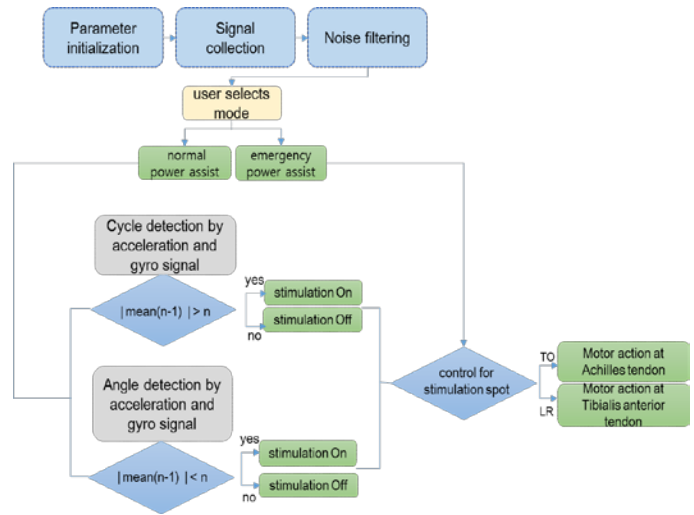 Parameter
initialization
Signal
collection
Noise filtering
user selects
mode
normal
power assist
emergency
power assist
Cycle detection by
acceleration and
gyro signal
|mean(n-1) | > n
yes
stimulation On
stimulation Off
no
control for
stimulation spot
TO
Motor action at
Achilles tendon
Motor action at
Tibialis anterior
tendon
LR
Angle detection by
acceleration and
gyro signal
|mean(n-1) | < n
yes
stimulation On
stimulation Off
no